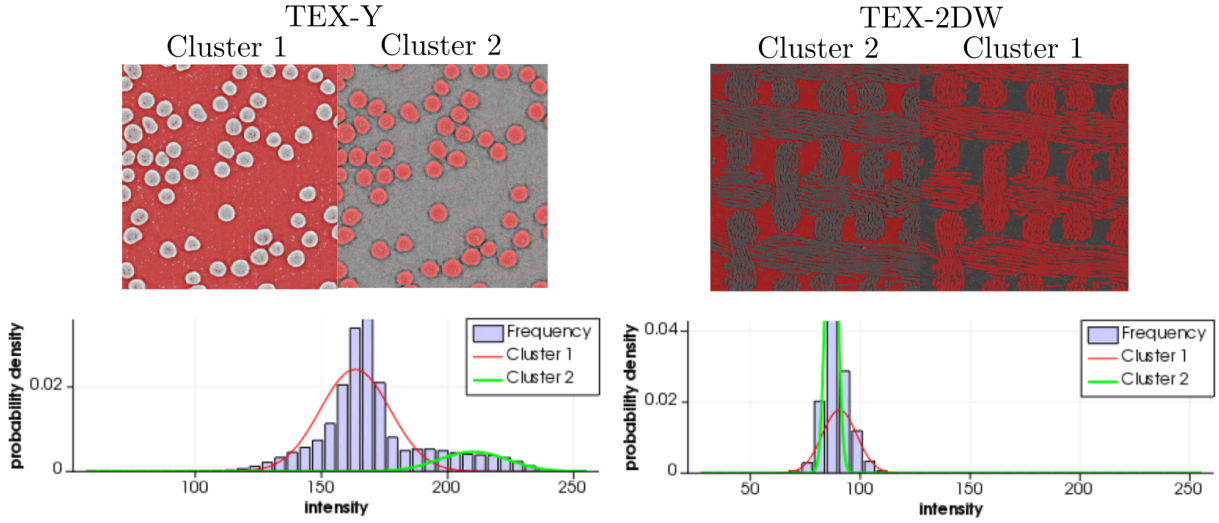 TEX-Y
Cluster 1 Cluster 2
probability density
0.02
0
100 150 200 250
intensity
Frequency
Cluster 1
Cluster 2
TEX-2DW
Cluster 2 Cluster 1
probability density
0.04
0.02
0
50 100 150 200 250
intensity
Frequency
Cluster 1
Cluster 2